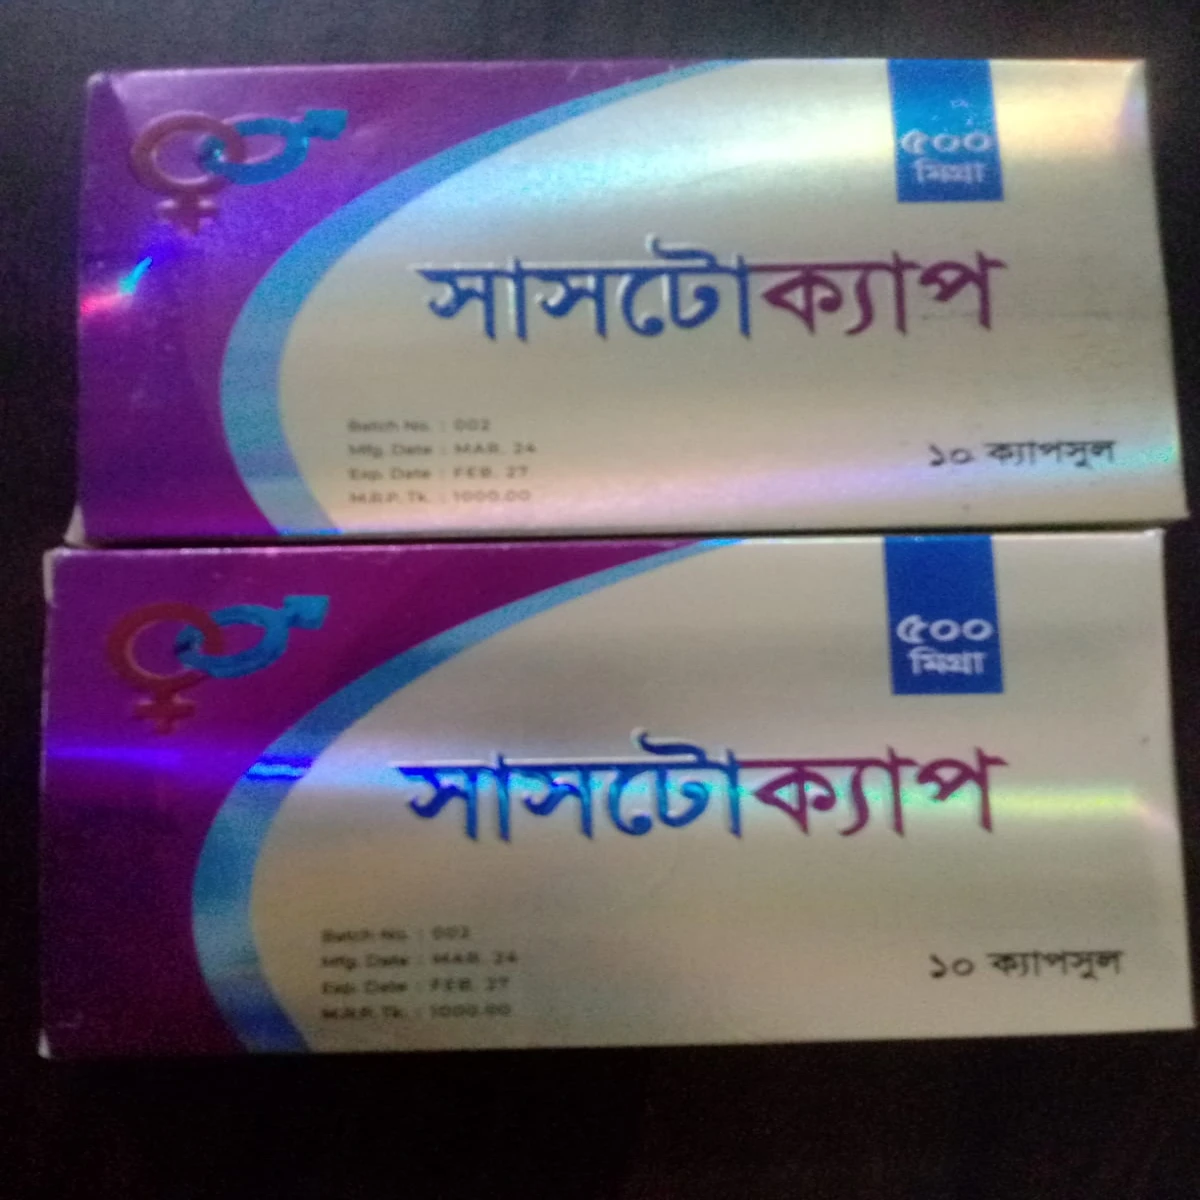 ৫০০
মিগ্রা
সাসটোক্যাপ
Batch No. : 002
Mfg. Date : MAR. 24
Exp. Date : FEB. 27
M.R.P. Tk. : 1000.00
১০ ক্যাপসুল
৫০০
মিগ্রা
সাসটোক্যাপ
Batch No. : 002
Mfg. Date : MAR. 24
Exp. Date : FEB. 27
M.R.P. Tk. : 1000.00
১০ ক্যাপসুল